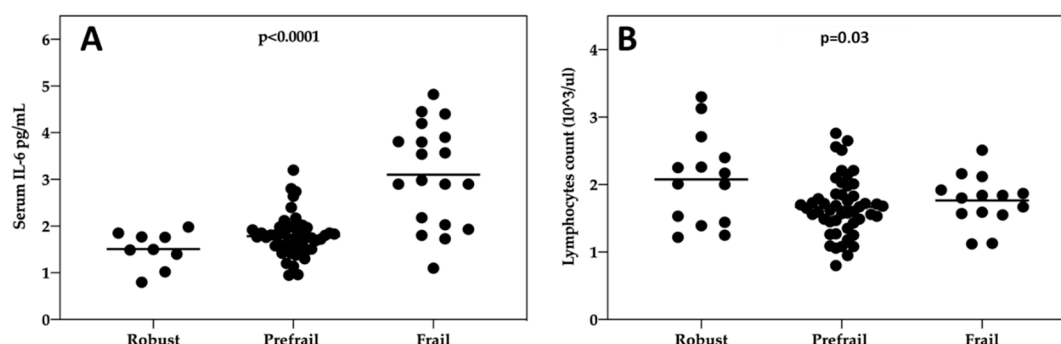 A
p<0.0001
Serum IL-6 pg/mL
6
5
4
3
2
1
0
Robust Prefrail Frail
B
p=0.03
Lymphocytes count (10^3/ul)
4
3
2
1
0
Robust Prefrail Frail